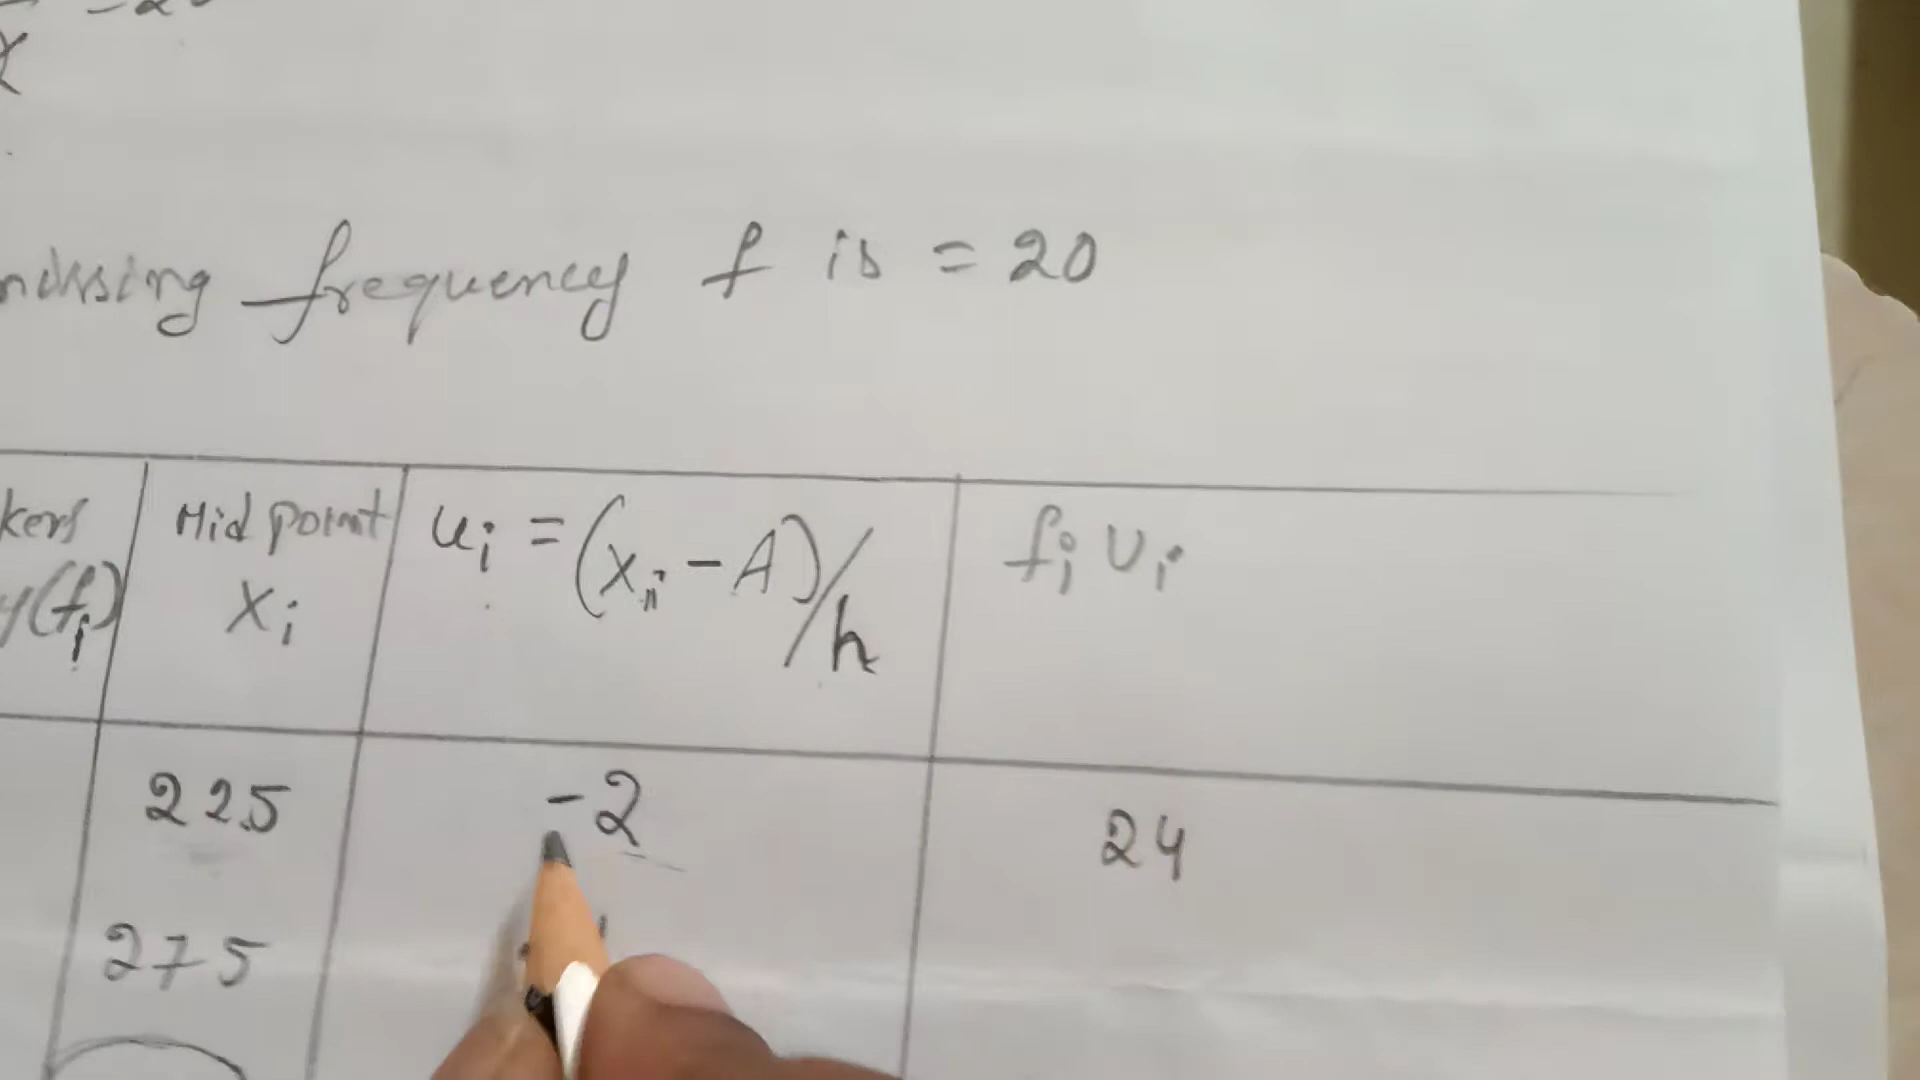 missing frequency f is = 20
kers Mid point uᵢ = (xᵢ - A)/h fᵢ Uᵢ
y(fᵢ) Xᵢ
225 -2 24
275